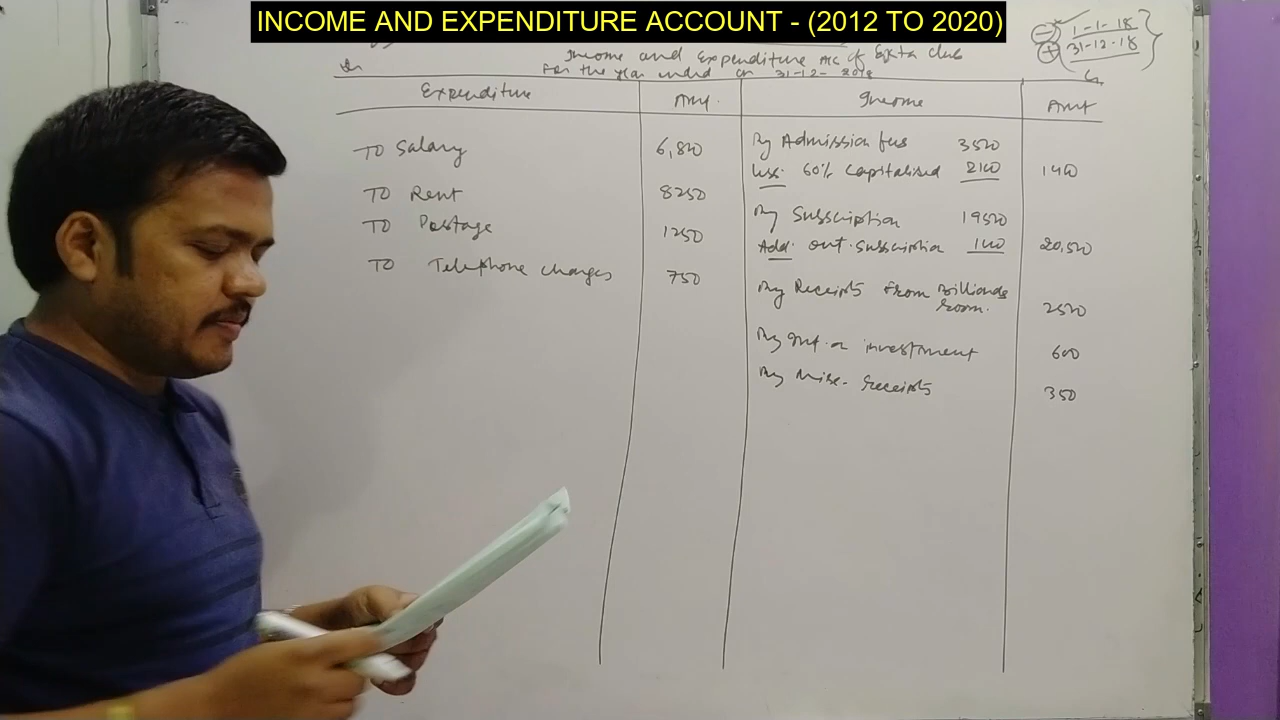 INCOME AND EXPENDITURE ACCOUNT - (2012 TO 2020)
1-1-18
31-12-18
Income and Expenditure A/c of Ekta Club
For the year ended on 31-12-2018
Dr Cr
Expenditure Amt. Income Amt
To Salary 6,800 By Admission fees 3500
Less: 60% Capitalised 2100 1400
To Rent 8250
By Subscription 19500
To Postage 1250
Add: out. subscription 1000 20,500
To Telephone charges 750
By Receipts from Billiards room. 2500
By Int. on investment 600
By Misc. receipts 350